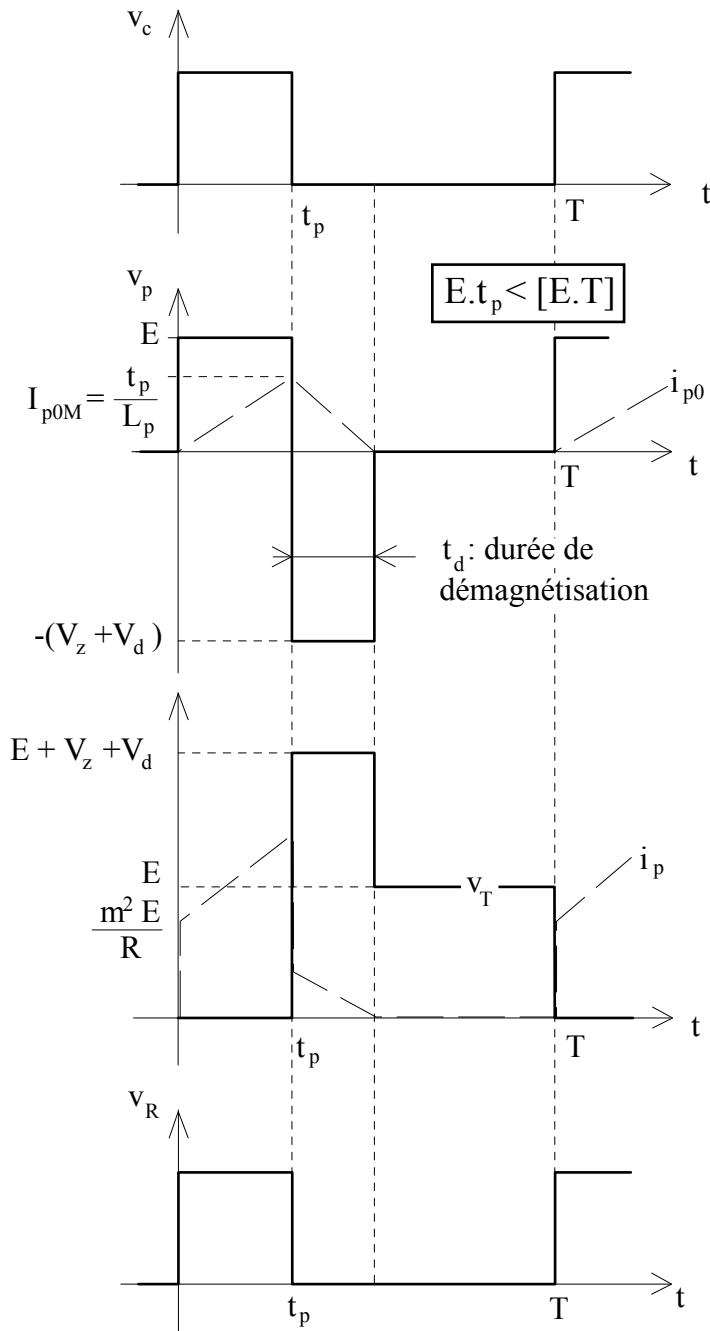 v_c
t
t_p
T
v_p
E.t_p < [E.T]
E
I_p0M = t_p / L_p
i_p0
t
T
t_d : durée de
démagnétisation
-(V_z +V_d )
E + V_z +V_d
E
v_T
i_p
m² E / R
t
t_p
T
v_R
t
t_p
T